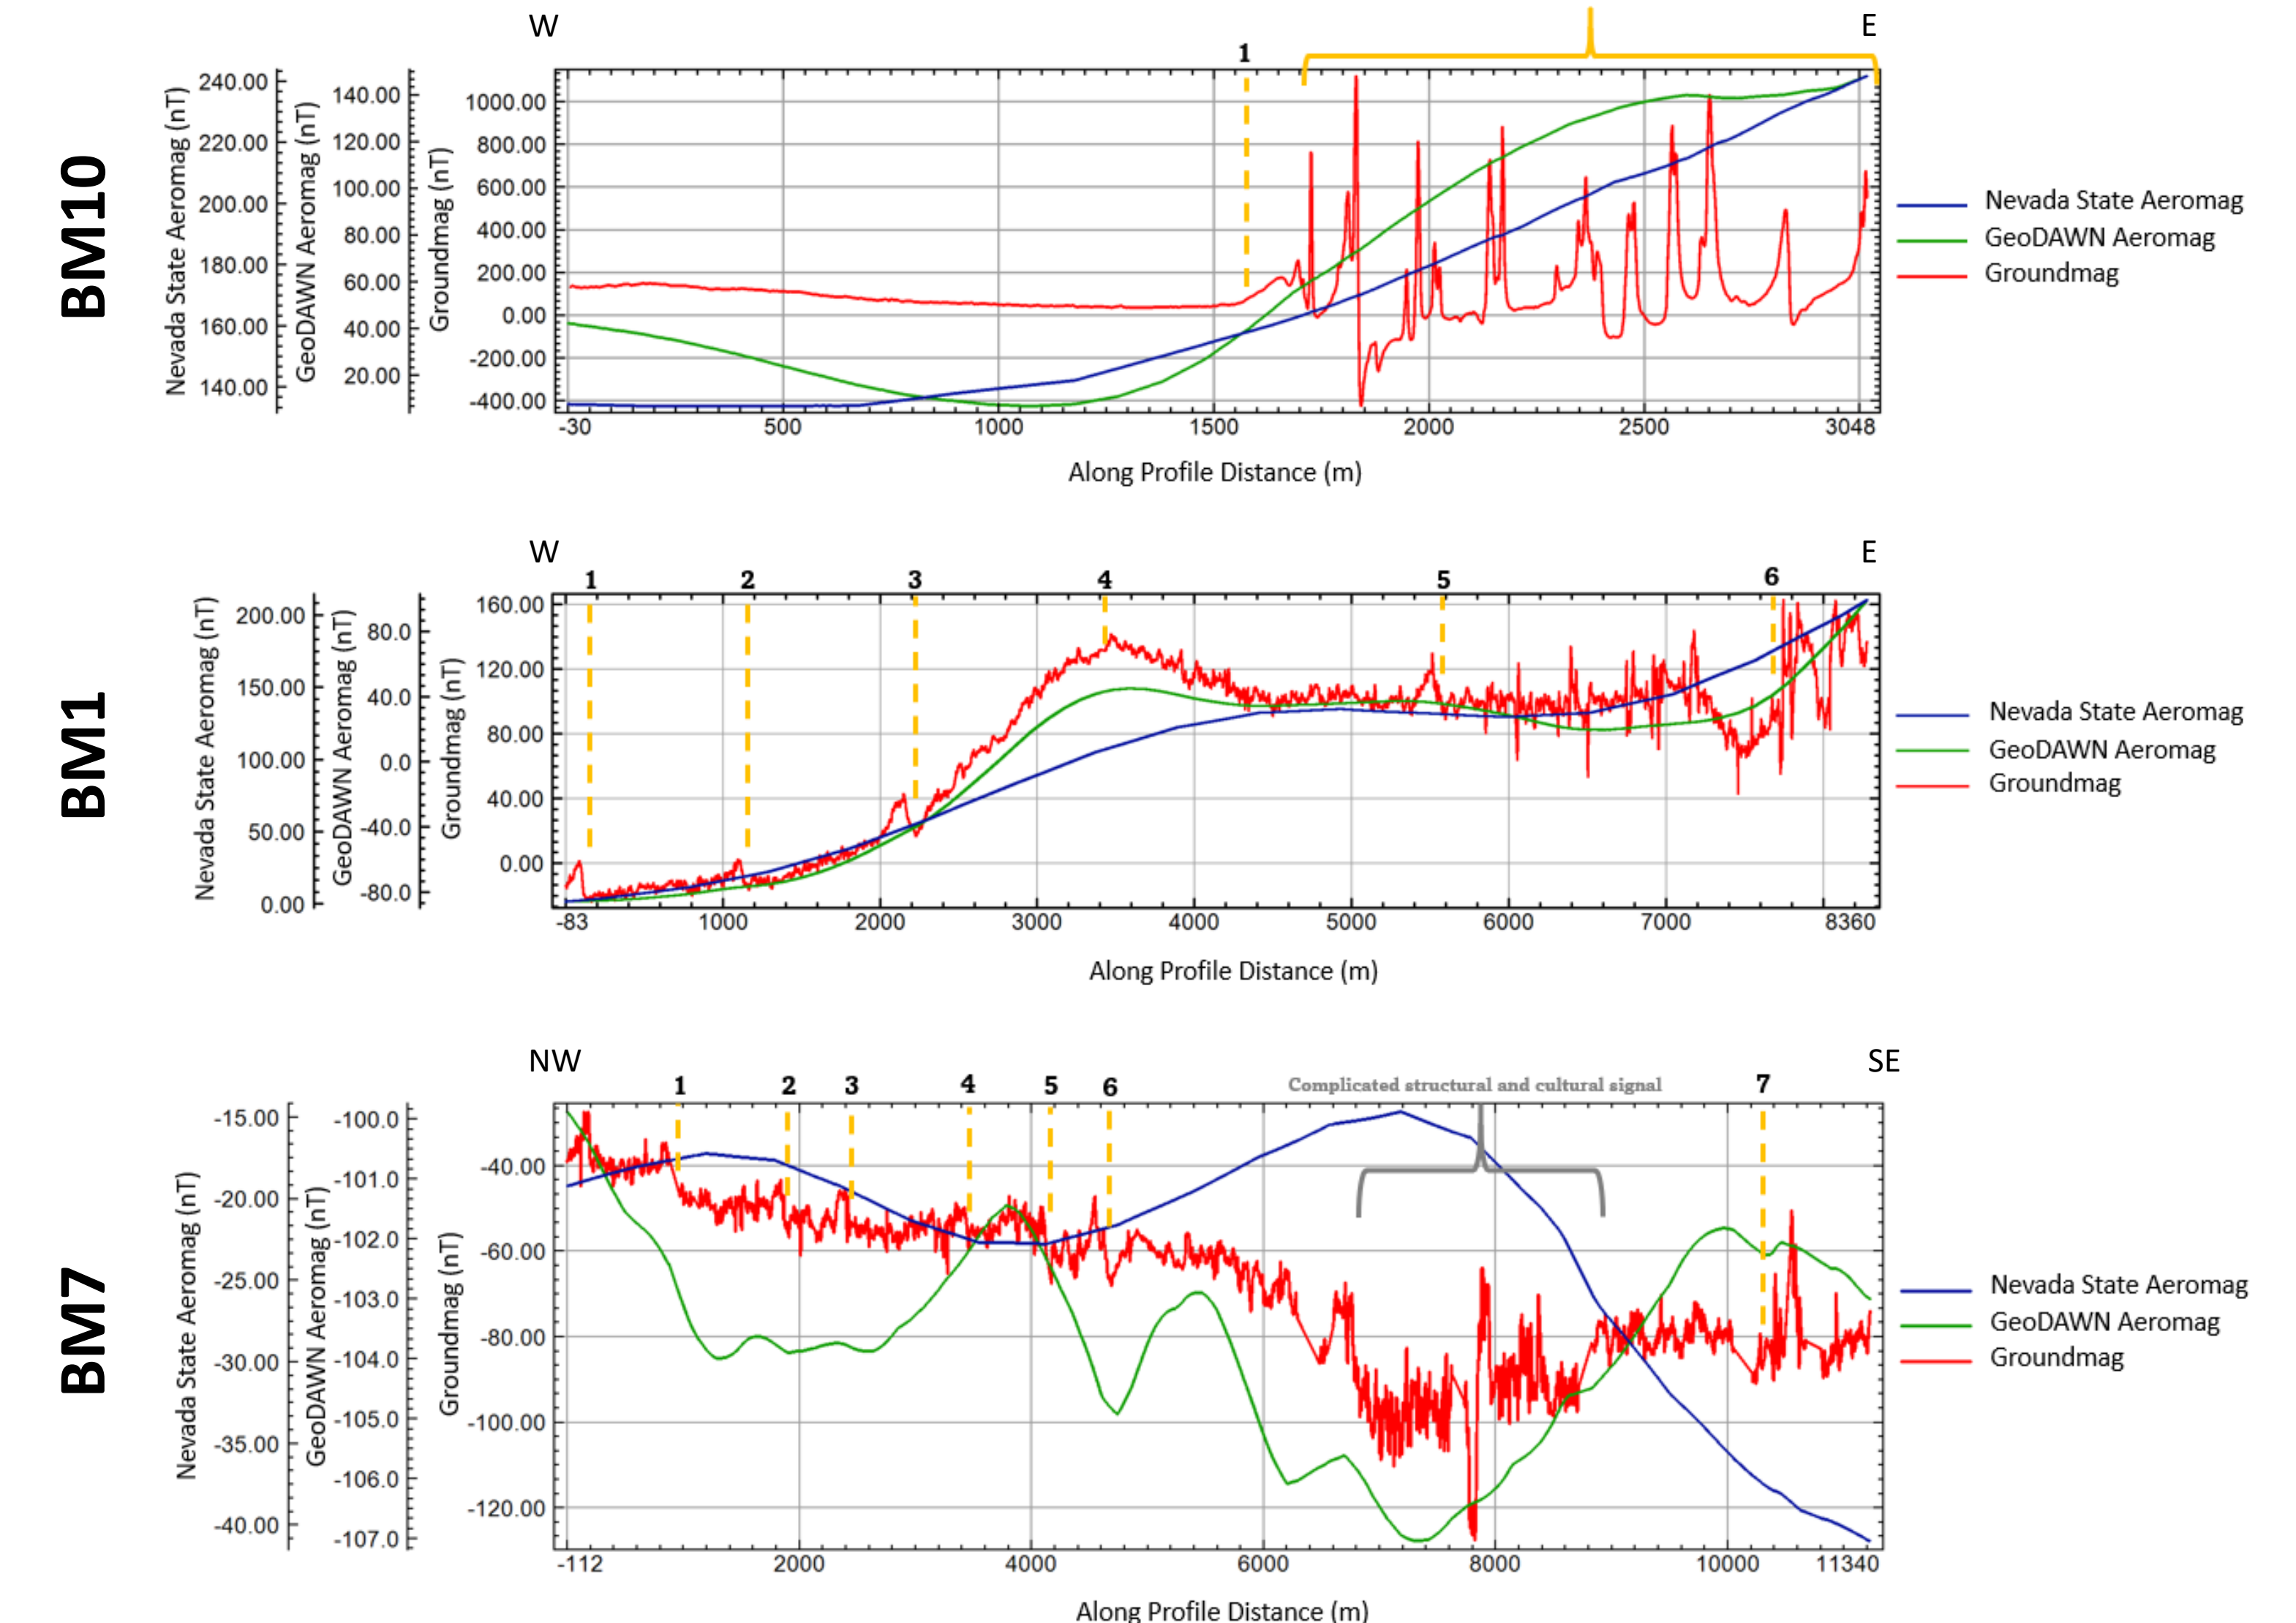 W E
1
BM10
Nevada State Aeromag (nT)
240.00
220.00
200.00
180.00
160.00
140.00
GeoDAWN Aeromag (nT)
140.00
120.00
100.00
80.00
60.00
40.00
20.00
Groundmag (nT)
1000.00
800.00
600.00
400.00
200.00
0.00
-200.00
-400.00
-30 500 1000 1500 2000 2500 3048
Along Profile Distance (m)
Nevada State Aeromag
GeoDAWN Aeromag
Groundmag
W E
1 2 3 4 5 6
BM1
Nevada State Aeromag (nT)
200.00
150.00
100.00
50.00
0.00
GeoDAWN Aeromag (nT)
80.0
40.0
0.0
-40.0
-80.0
Groundmag (nT)
160.00
120.00
80.00
40.00
0.00
-83 1000 2000 3000 4000 5000 6000 7000 8360
Along Profile Distance (m)
Nevada State Aeromag
GeoDAWN Aeromag
Groundmag
NW SE
1 2 3 4 5 6 Complicated structural and cultural signal 7
BM7
Nevada State Aeromag (nT)
-15.00
-20.00
-25.00
-30.00
-35.00
-40.00
GeoDAWN Aeromag (nT)
-100.0
-101.0
-102.0
-103.0
-104.0
-105.0
-106.0
-107.0
Groundmag (nT)
-40.00
-60.00
-80.00
-100.00
-120.00
-112 2000 4000 6000 8000 10000 11340
Along Profile Distance (m)
Nevada State Aeromag
GeoDAWN Aeromag
Groundmag